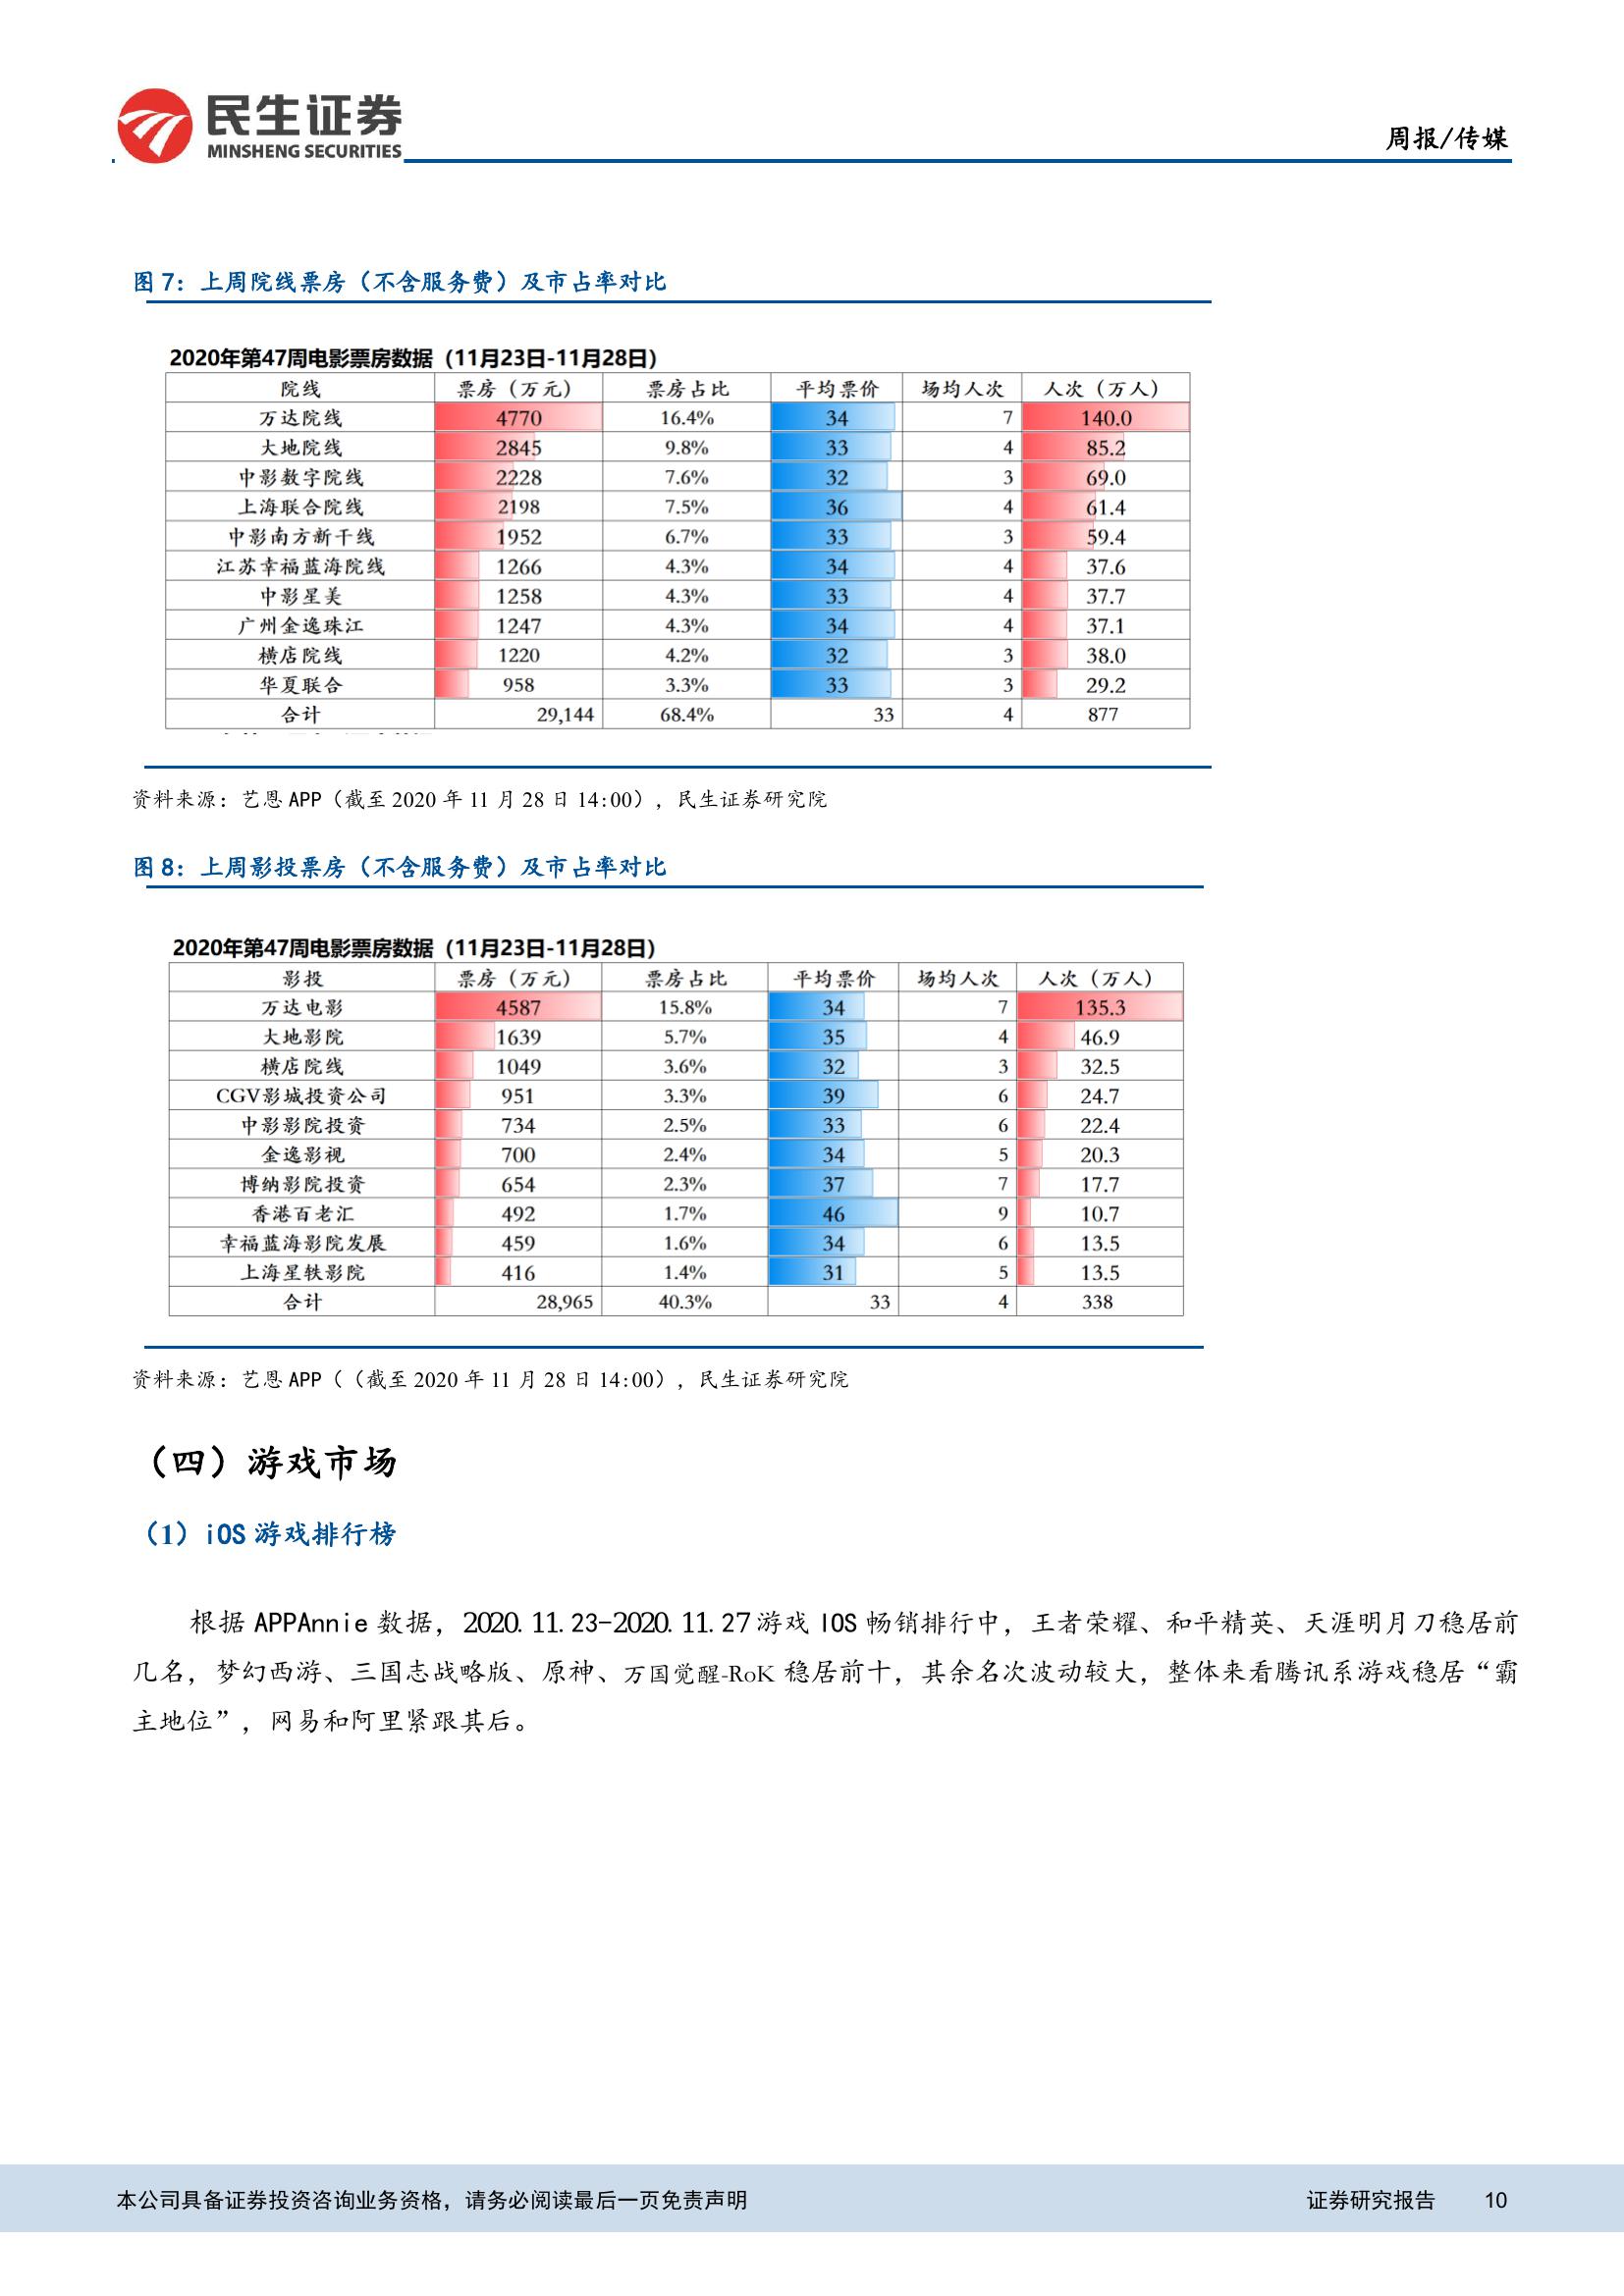 民生证券
MINSHENG SECURITIES
周报/传媒
图 7：上周院线票房（不含服务费）及市占率对比
2020年第47周电影票房数据（11月23日-11月28日）
院线 票房（万元） 票房占比 平均票价 场均人次 人次（万人）
万达院线 4770 16.4% 34 7 140.0
大地院线 2845 9.8% 33 4 85.2
中影数字院线 2228 7.6% 32 3 69.0
上海联合院线 2198 7.5% 36 4 61.4
中影南方新干线 1952 6.7% 33 3 59.4
江苏幸福蓝海院线 1266 4.3% 34 4 37.6
中影星美 1258 4.3% 33 4 37.7
广州金逸珠江 1247 4.3% 34 4 37.1
横店院线 1220 4.2% 32 3 38.0
华夏联合 958 3.3% 33 3 29.2
合计 29,144 68.4% 33 4 877
资料来源：艺恩 APP（截至 2020 年 11 月 28 日 14:00），民生证券研究院
图 8：上周影投票房（不含服务费）及市占率对比
2020年第47周电影票房数据（11月23日-11月28日）
影投 票房（万元） 票房占比 平均票价 场均人次 人次（万人）
万达电影 4587 15.8% 34 7 135.3
大地影院 1639 5.7% 35 4 46.9
横店院线 1049 3.6% 32 3 32.5
CGV影城投资公司 951 3.3% 39 6 24.7
中影影院投资 734 2.5% 33 6 22.4
金逸影视 700 2.4% 34 5 20.3
博纳影院投资 654 2.3% 37 7 17.7
香港百老汇 492 1.7% 46 9 10.7
幸福蓝海影院发展 459 1.6% 34 6 13.5
上海星轶影院 416 1.4% 31 5 13.5
合计 28,965 40.3% 33 4 338
资料来源：艺恩 APP（（截至 2020 年 11 月 28 日 14:00），民生证券研究院
（四）游戏市场
（1）iOS 游戏排行榜
根据 APPAnnie 数据，2020.11.23-2020.11.27 游戏 IOS 畅销排行中，王者荣耀、和平精英、天涯明月刀稳居前
几名，梦幻西游、三国志战略版、原神、万国觉醒-RoK 稳居前十，其余名次波动较大，整体来看腾讯系游戏稳居“霸
主地位”，网易和阿里紧跟其后。
本公司具备证券投资咨询业务资格，请务必阅读最后一页免责声明 证券研究报告 10